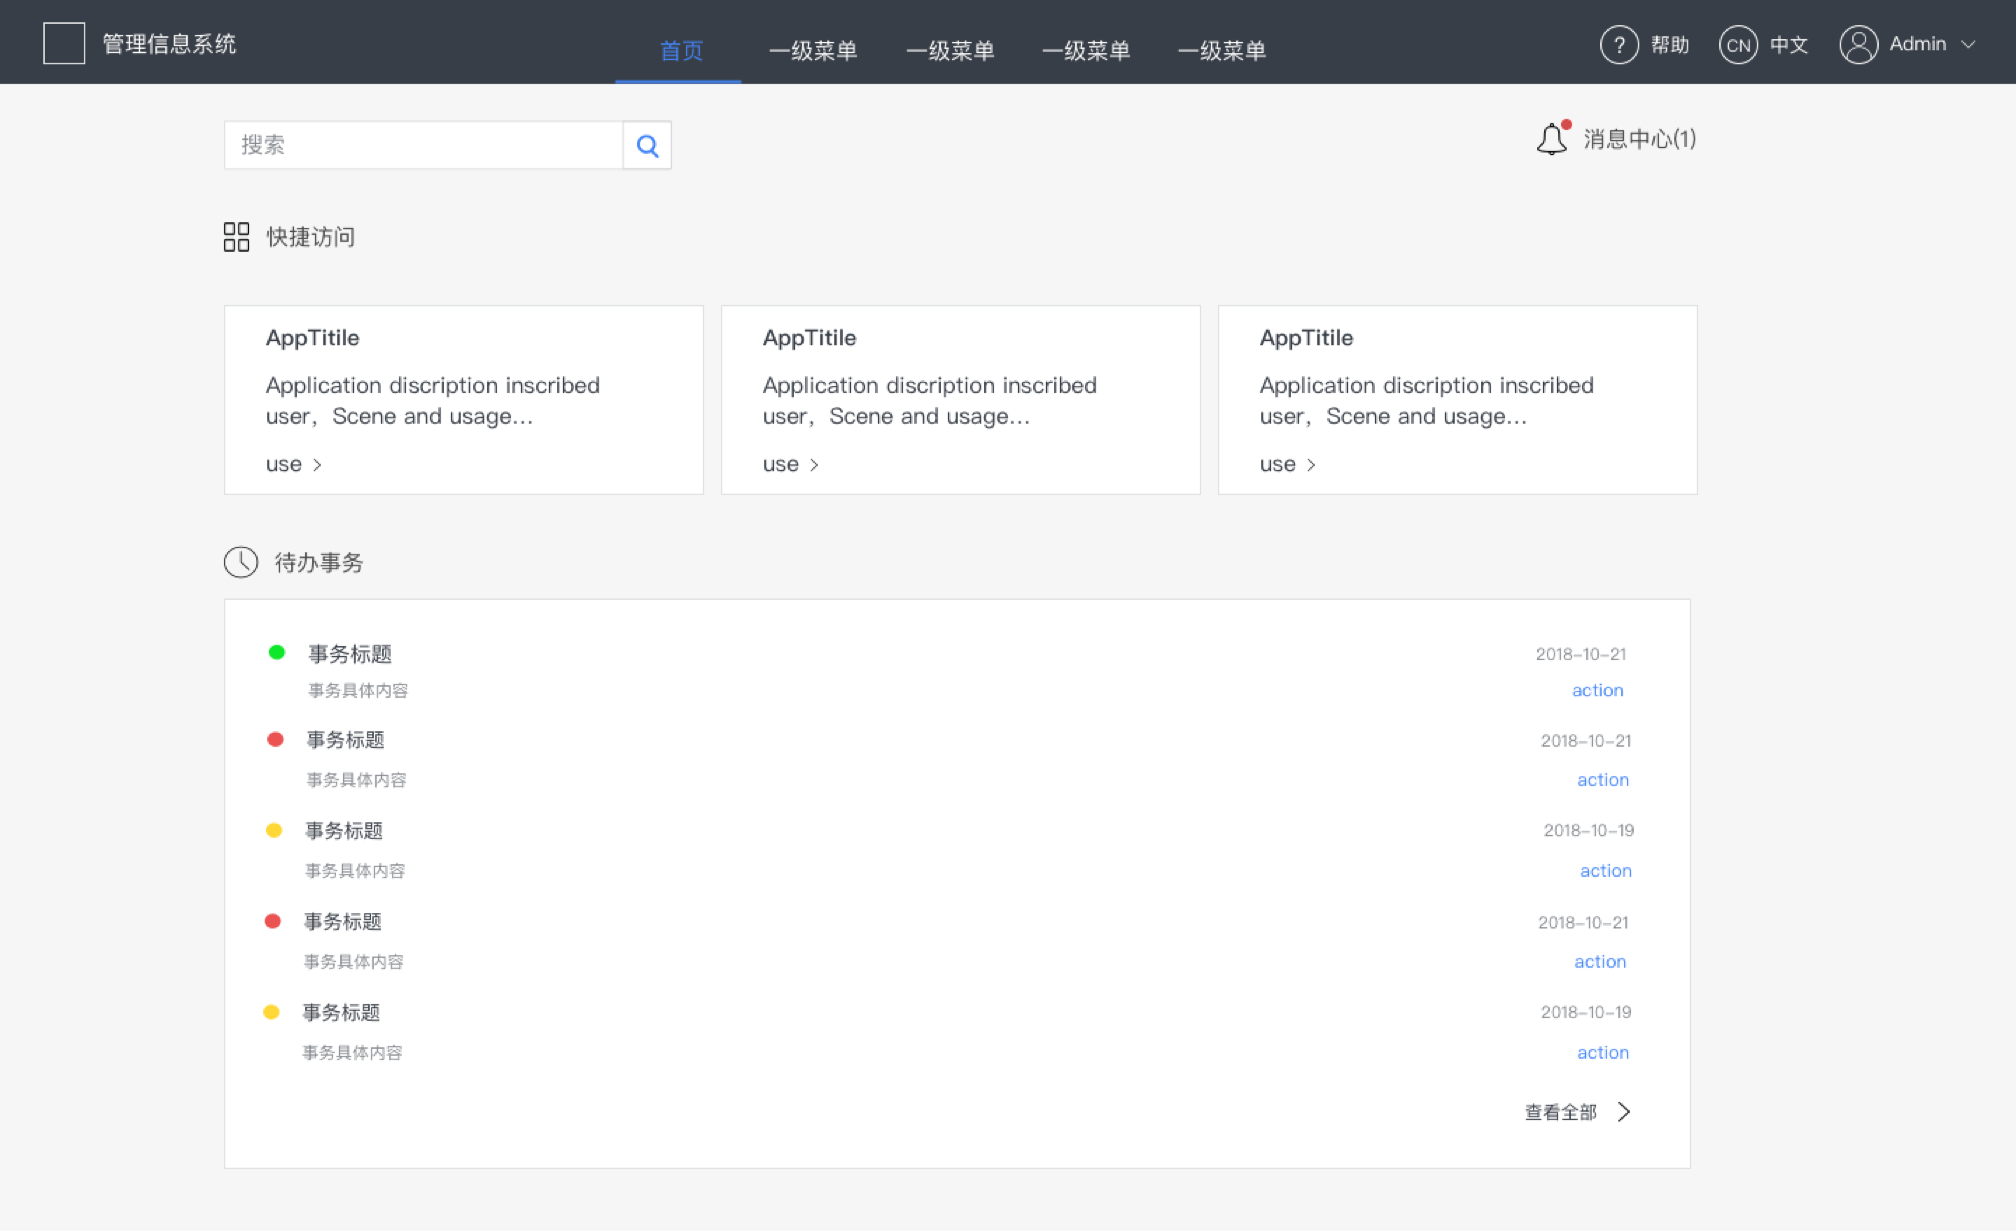 管理信息系统
首页 一级菜单 一级菜单 一级菜单 一级菜单
? 帮助 CN 中文 Admin
搜索
消息中心(1)
快捷访问
AppTitile
Application discription inscribed
user，Scene and usage...
use
AppTitile
Application discription inscribed
user，Scene and usage...
use
AppTitile
Application discription inscribed
user，Scene and usage...
use
待办事务
事务标题 2018-10-21
事务具体内容 action
事务标题 2018-10-21
事务具体内容 action
事务标题 2018-10-19
事务具体内容 action
事务标题 2018-10-21
事务具体内容 action
事务标题 2018-10-19
事务具体内容 action
查看全部